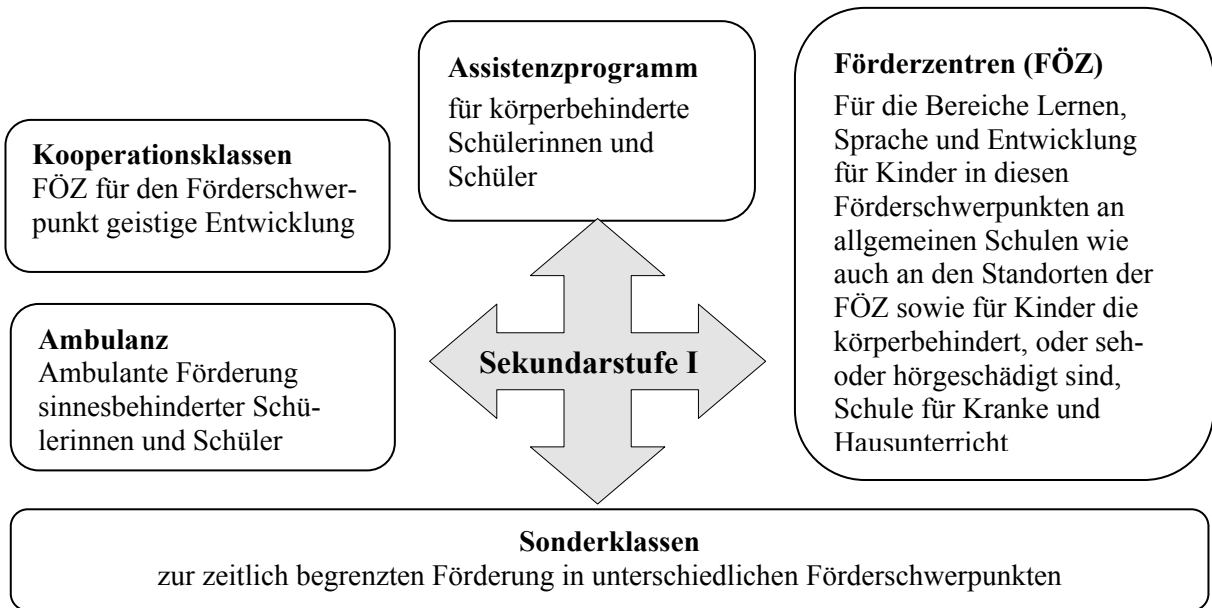 Assistenzprogramm
für körperbehinderte
Schülerinnen und
Schüler
Förderzentren (FÖZ)
Für die Bereiche Lernen,
Sprache und Entwicklung
für Kinder in diesen
Förderschwerpunkten an
allgemeinen Schulen wie
auch an den Standorten der
FÖZ sowie für Kinder die
körperbehindert, oder seh-
oder hörgeschädigt sind,
Schule für Kranke und
Hausunterricht
Kooperationsklassen
FÖZ für den Förderschwer-
punkt geistige Entwicklung
Ambulanz
Ambulante Förderung
sinnesbehinderter Schü-
lerinnen und Schüler
Sekundarstufe I
Sonderklassen
zur zeitlich begrenzten Förderung in unterschiedlichen Förderschwerpunkten